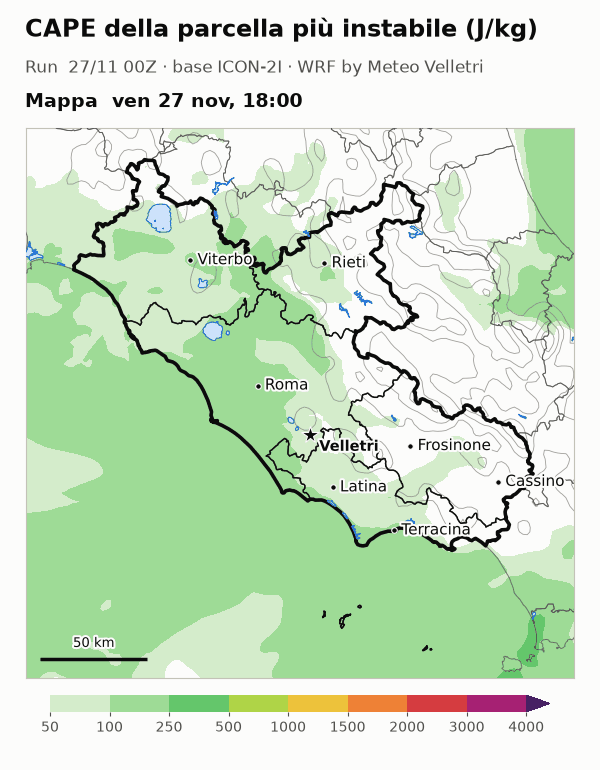 CAPE della parcella più instabile (J/kg)
Run  27/11 00Z · base ICON-2I · WRF by Meteo Velletri
Mappa  ven 27 nov, 18:00
Viterbo
Rieti
Roma
Velletri
Frosinone
Latina
Cassino
Terracina
50 km
50 100 250 500 1000 1500 2000 3000 4000